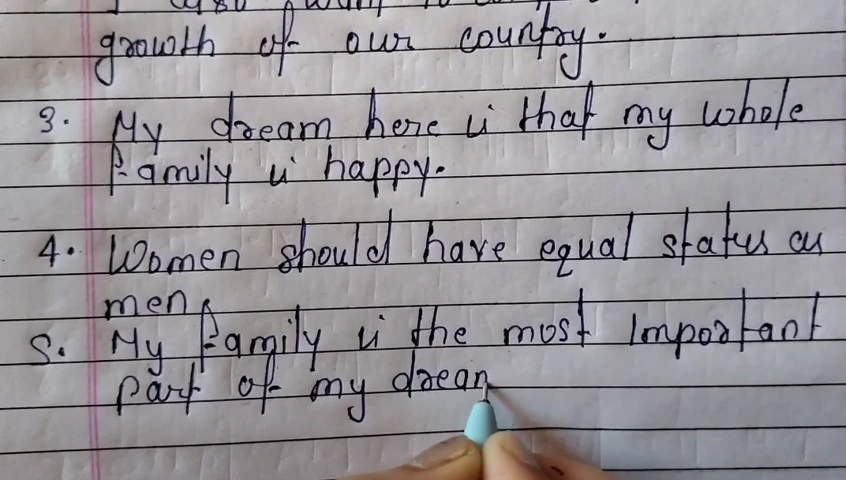 growth of our country.
3. My dream here is that my whole
family is happy.
4. Women should have equal status as
men
5. My family is the most important
part of my drean